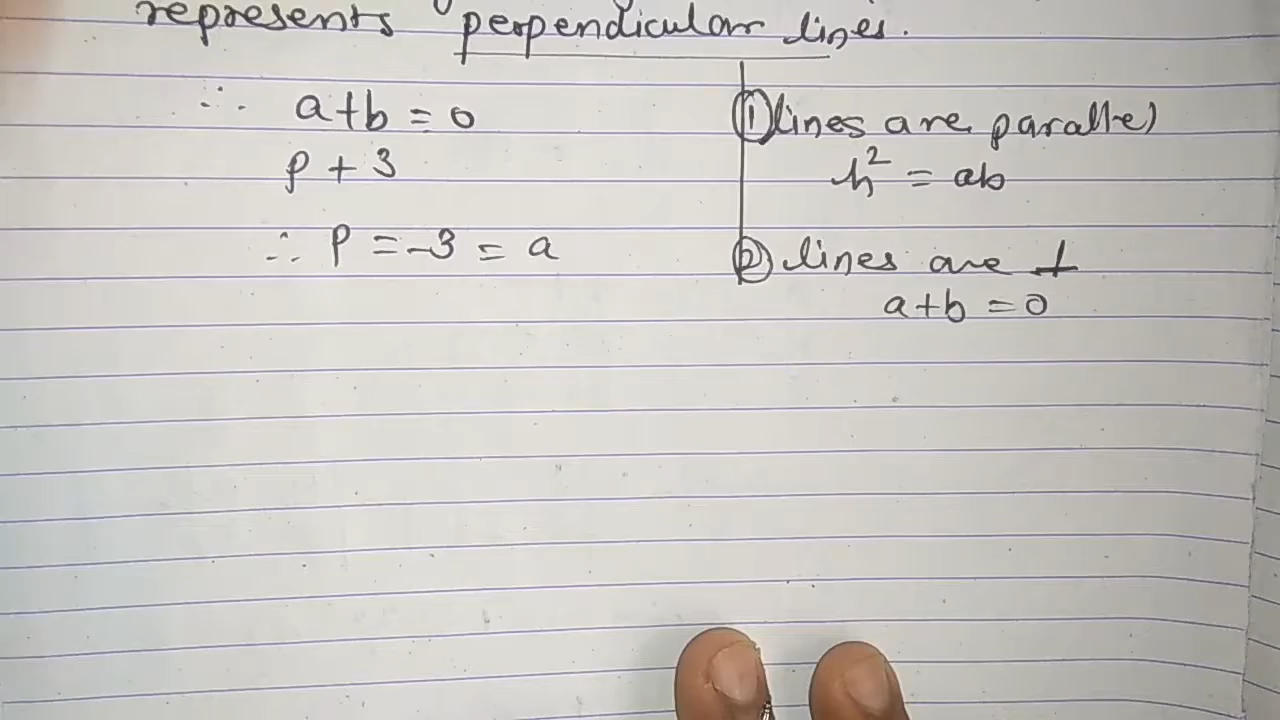 represents perpendicular lines.
∴ a+b = 0
p + 3
∴ p = -3 = a
① lines are parallel
h² = ab
② lines are ⊥
a+b = 0